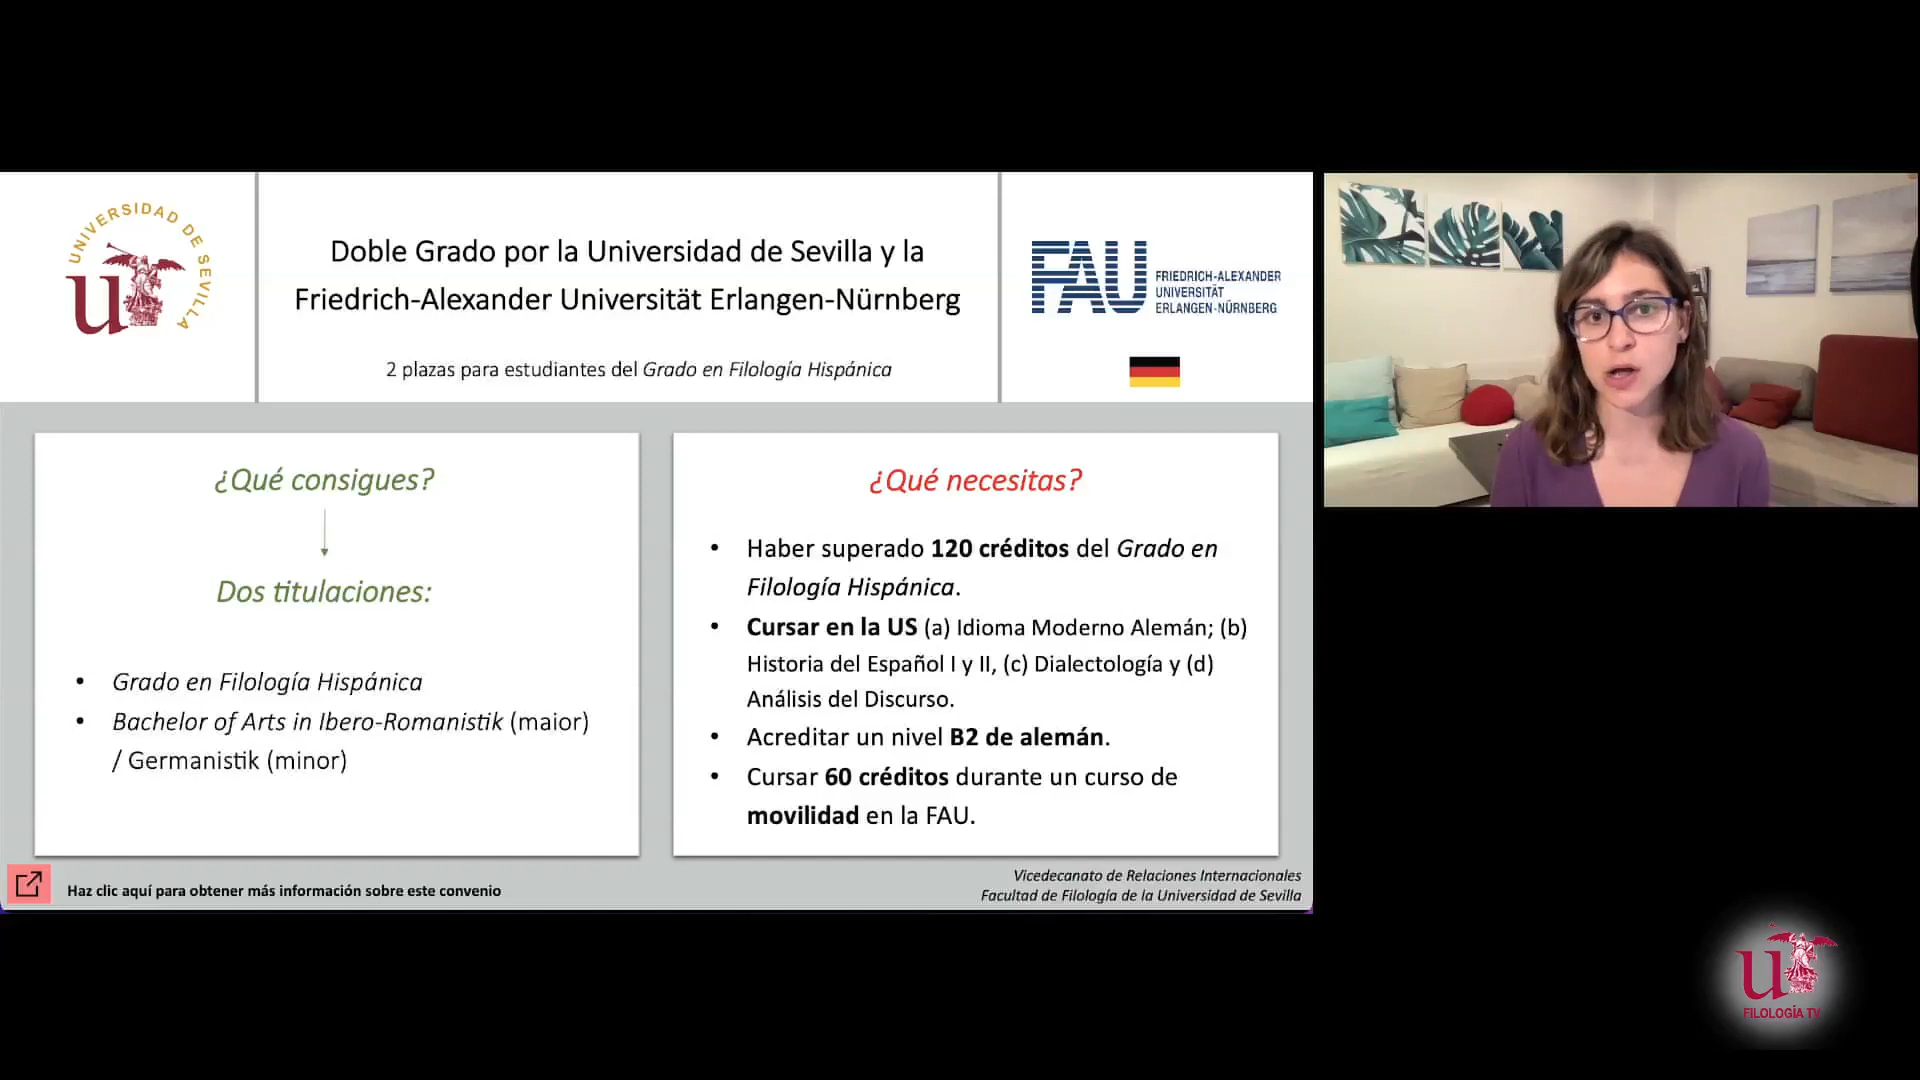 UNIVERSIDAD DE SEVILLA
Doble Grado por la Universidad de Sevilla y la
Friedrich-Alexander Universität Erlangen-Nürnberg
2 plazas para estudiantes del Grado en Filología Hispánica
FAU
FRIEDRICH-ALEXANDER
UNIVERSITÄT
ERLANGEN-NÜRNBERG
¿Qué consigues?
Dos titulaciones:
• Grado en Filología Hispánica
• Bachelor of Arts in Ibero-Romanistik (maior)
/ Germanistik (minor)
¿Qué necesitas?
• Haber superado 120 créditos del Grado en
Filología Hispánica.
• Cursar en la US (a) Idioma Moderno Alemán; (b)
Historia del Español I y II, (c) Dialectología y (d)
Análisis del Discurso.
• Acreditar un nivel B2 de alemán.
• Cursar 60 créditos durante un curso de
movilidad en la FAU.
Haz clic aquí para obtener más información sobre este convenio
Vicedecanato de Relaciones Internacionales
Facultad de Filología de la Universidad de Sevilla
FILOLOGÍA TV